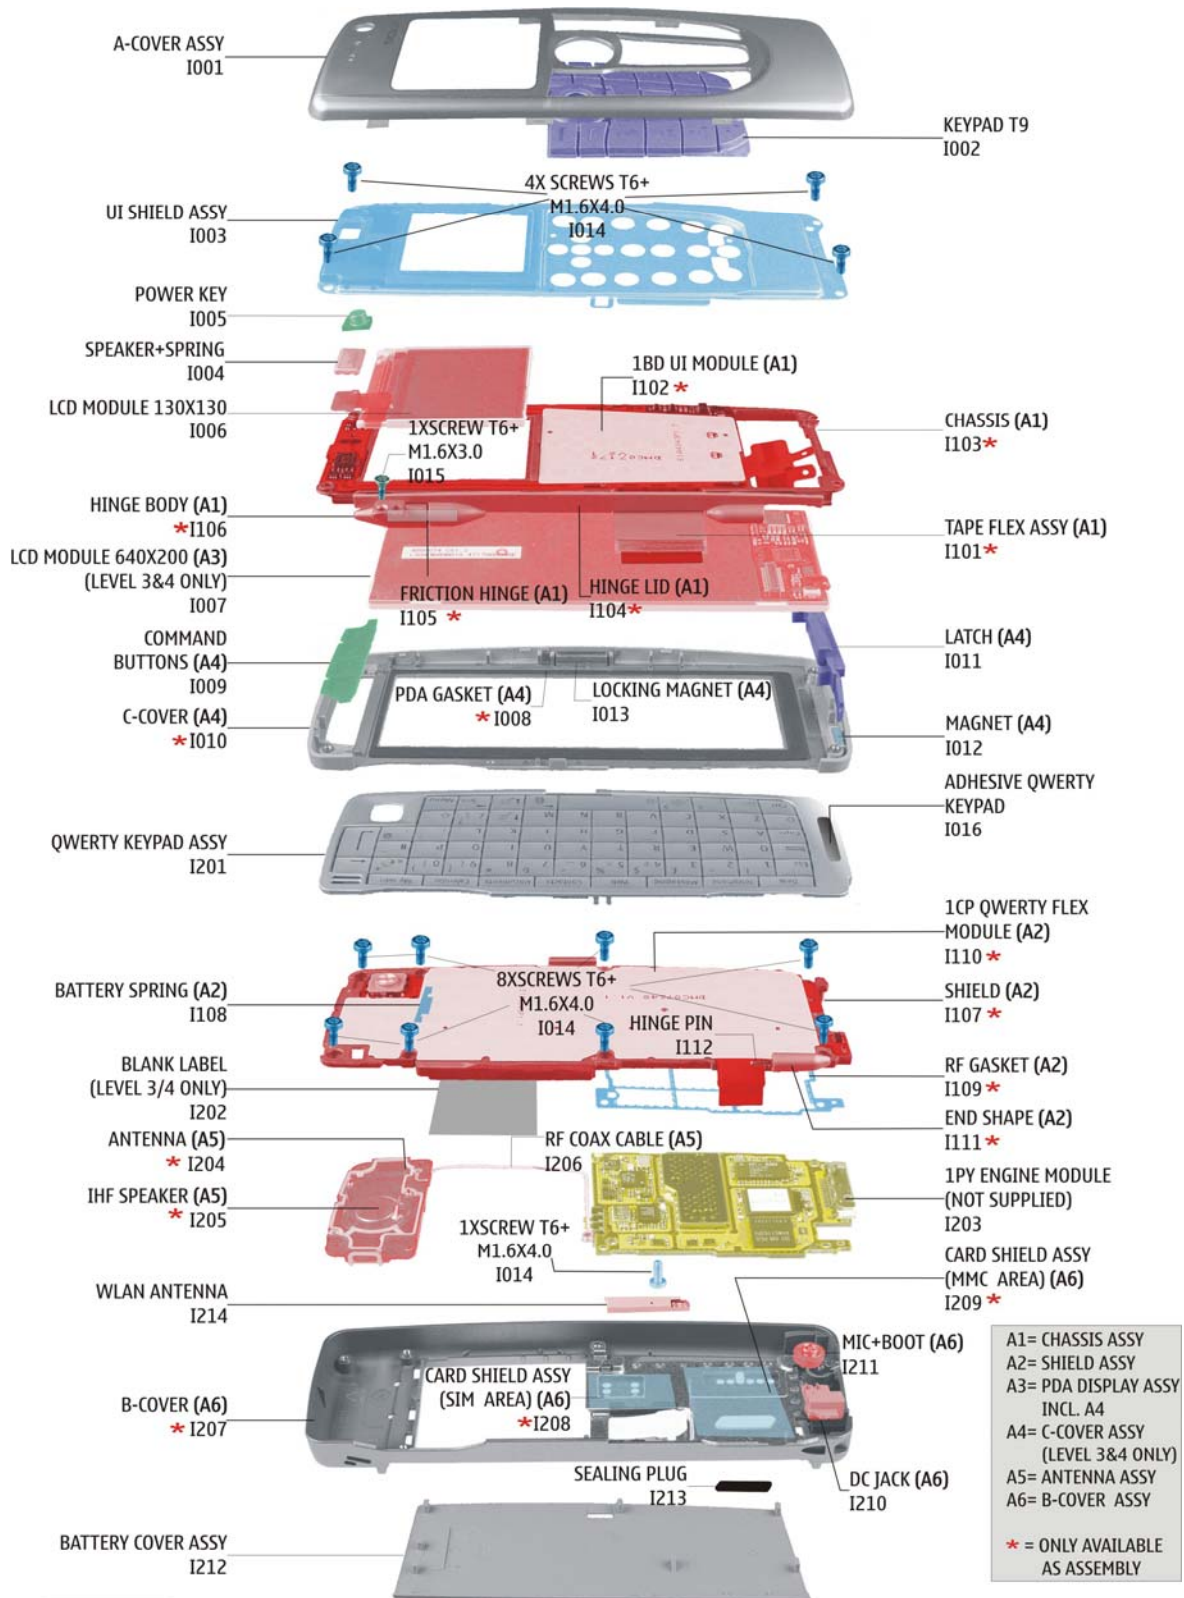 A-COVER ASSY
I001
KEYPAD T9
I002
4X SCREWS T6+
M1.6X4.0
I014
UI SHIELD ASSY
I003
POWER KEY
I005
SPEAKER+SPRING
I004
1BD UI MODULE (A1)
I102 *
LCD MODULE 130X130
I006
1XSCREW T6+
M1.6X3.0
I015
CHASSIS (A1)
I103 *
HINGE BODY (A1)
* I106
TAPE FLEX ASSY (A1)
I101 *
LCD MODULE 640X200 (A3)
(LEVEL 3&4 ONLY)
I007
FRICTION HINGE (A1)
I105 *
HINGE LID (A1)
I104 *
COMMAND
BUTTONS (A4)
I009
LATCH (A4)
I011
PDA GASKET (A4)
* I008
LOCKING MAGNET (A4)
I013
C-COVER (A4)
* I010
MAGNET (A4)
I012
ADHESIVE QWERTY
KEYPAD
I016
QWERTY KEYPAD ASSY
I201
1CP QWERTY FLEX
MODULE (A2)
I110 *
8XSCREWS T6+
M1.6X4.0
I014
BATTERY SPRING (A2)
I108
SHIELD (A2)
I107 *
HINGE PIN
I112
BLANK LABEL
(LEVEL 3/4 ONLY)
I202
RF GASKET (A2)
I109 *
END SHAPE (A2)
I111 *
ANTENNA (A5)
* I204
RF COAX CABLE (A5)
I206
1PY ENGINE MODULE
(NOT SUPPLIED)
I203
IHF SPEAKER (A5)
* I205
1XSCREW T6+
M1.6X4.0
I014
CARD SHIELD ASSY
(MMC AREA) (A6)
I209 *
WLAN ANTENNA
I214
MIC+BOOT (A6)
I211
CARD SHIELD ASSY
(SIM AREA) (A6)
* I208
B-COVER (A6)
* I207
SEALING PLUG
I213
DC JACK (A6)
I210
BATTERY COVER ASSY
I212
A1= CHASSIS ASSY
A2= SHIELD ASSY
A3= PDA DISPLAY ASSY
INCL. A4
A4= C-COVER ASSY
(LEVEL 3&4 ONLY)
A5= ANTENNA ASSY
A6= B-COVER ASSY
* = ONLY AVAILABLE
AS ASSEMBLY